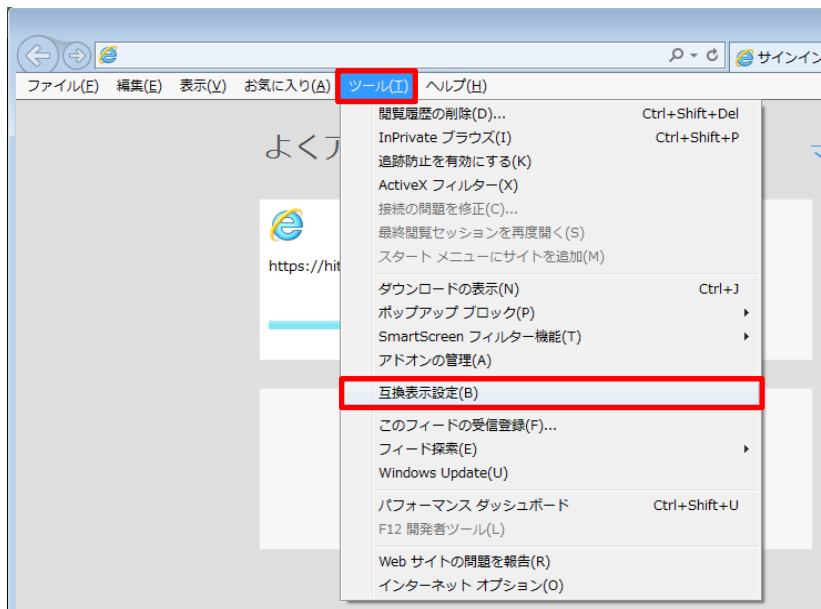 サインイン
ファイル(F) 編集(E) 表示(V) お気に入り(A) ツール(T) ヘルプ(H)
よくア
https://hit
閲覧履歴の削除(D)... Ctrl+Shift+Del
InPrivate ブラウズ(I) Ctrl+Shift+P
追跡防止を有効にする(K)
ActiveX フィルター(X)
接続の問題を修正(C)...
最終閲覧セッションを再度開く(S)
スタート メニューにサイトを追加(M)
ダウンロードの表示(N) Ctrl+J
ポップアップ ブロック(P)
SmartScreen フィルター機能(T)
アドオンの管理(A)
互換表示設定(B)
このフィードの受信登録(F)...
フィード探索(E)
Windows Update(U)
パフォーマンス ダッシュボード Ctrl+Shift+U
F12 開発者ツール(L)
Web サイトの問題を報告(R)
インターネット オプション(O)